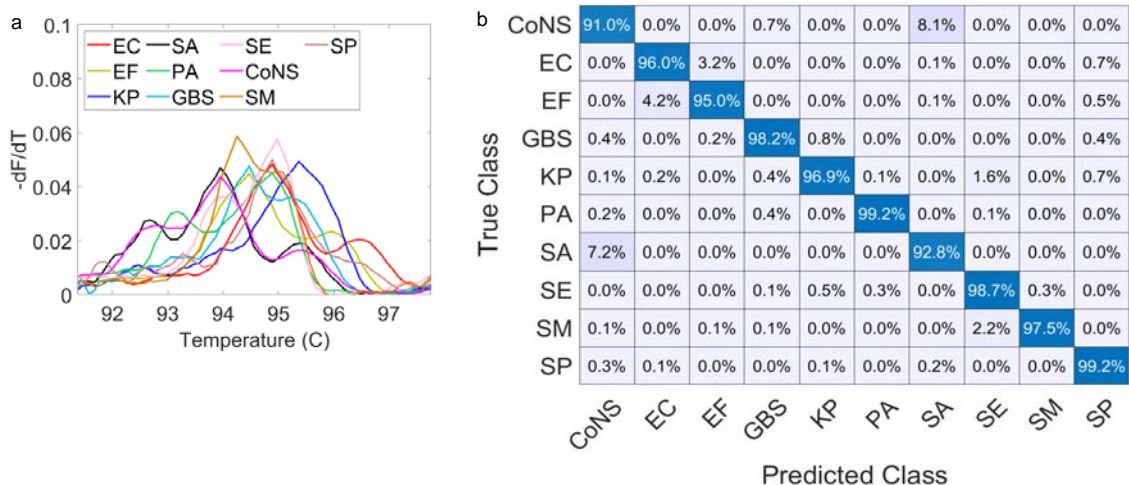 a
0.1
0.08
0.06
0.04
0.02
0
-dF/dT
EC SA SE SP
EF PA CoNS
KP GBS SM
92 93 94 95 96 97
Temperature (C)
b
True Class
CoNS 91.0% 0.0% 0.0% 0.7% 0.0% 0.0% 8.1% 0.0% 0.0% 0.0%
EC 0.0% 96.0% 3.2% 0.0% 0.0% 0.0% 0.1% 0.0% 0.0% 0.7%
EF 0.0% 4.2% 95.0% 0.0% 0.0% 0.0% 0.1% 0.0% 0.0% 0.5%
GBS 0.4% 0.0% 0.2% 98.2% 0.8% 0.0% 0.0% 0.0% 0.0% 0.4%
KP 0.1% 0.2% 0.0% 0.4% 96.9% 0.1% 0.0% 1.6% 0.0% 0.7%
PA 0.2% 0.0% 0.0% 0.4% 0.0% 99.2% 0.0% 0.1% 0.0% 0.0%
SA 7.2% 0.0% 0.0% 0.0% 0.0% 0.0% 92.8% 0.0% 0.0% 0.0%
SE 0.0% 0.0% 0.0% 0.1% 0.5% 0.3% 0.0% 98.7% 0.3% 0.0%
SM 0.1% 0.0% 0.1% 0.1% 0.0% 0.0% 0.0% 2.2% 97.5% 0.0%
SP 0.3% 0.1% 0.0% 0.0% 0.1% 0.0% 0.2% 0.0% 0.0% 99.2%
CoNS EC EF GBS KP PA SA SE SM SP
Predicted Class